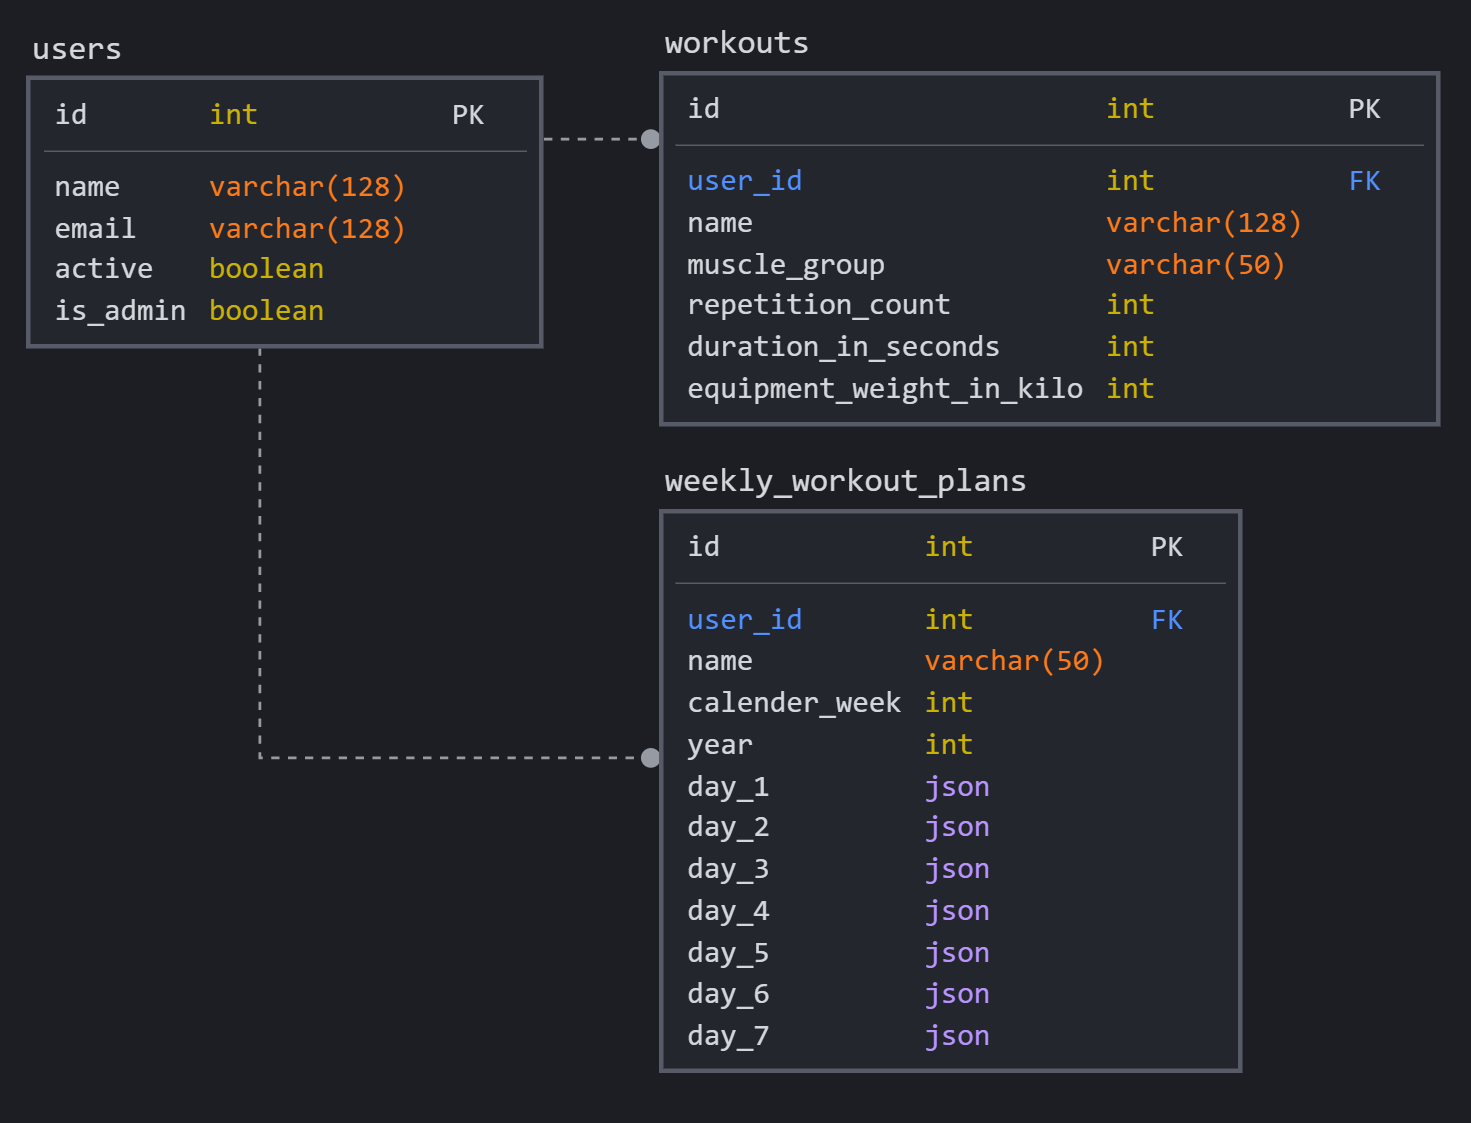 users
id int PK
name varchar(128)
email varchar(128)
active boolean
is_admin boolean
workouts
id int PK
user_id int FK
name varchar(128)
muscle_group varchar(50)
repetition_count int
duration_in_seconds int
equipment_weight_in_kilo int
weekly_workout_plans
id int PK
user_id int FK
name varchar(50)
calender_week int
year int
day_1 json
day_2 json
day_3 json
day_4 json
day_5 json
day_6 json
day_7 json